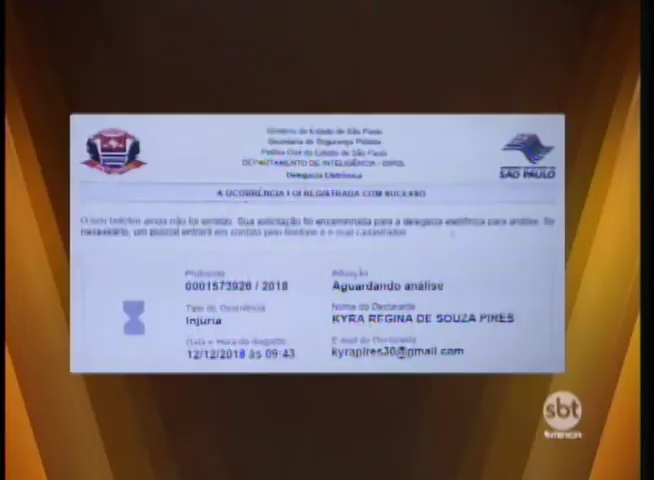 Governo do Estado de São Paulo
Secretaria de Segurança Pública
Polícia Civil do Estado de São Paulo
DEPARTAMENTO DE INTELIGÊNCIA - DIPOL
Delegacia Eletrônica
SÃO PAULO
A OCORRÊNCIA FOI REGISTRADA COM SUCESSO
O seu boletim ainda não foi emitido. Sua solicitação foi encaminhada para a delegacia eletrônica para análise. Se
necessário, um policial entrará em contato pelo telefone e e-mail cadastrados.
Protocolo
Situação
0001573926 / 2018
Aguardando análise
Tipo de Ocorrência
Nome do Declarante
Injúria
KYRA REGINA DE SOUZA PIRES
Data e Hora do Registro
E-mail do Declarante
12/12/2018 às 09:43
kyrapires30@gmail.com
sbt